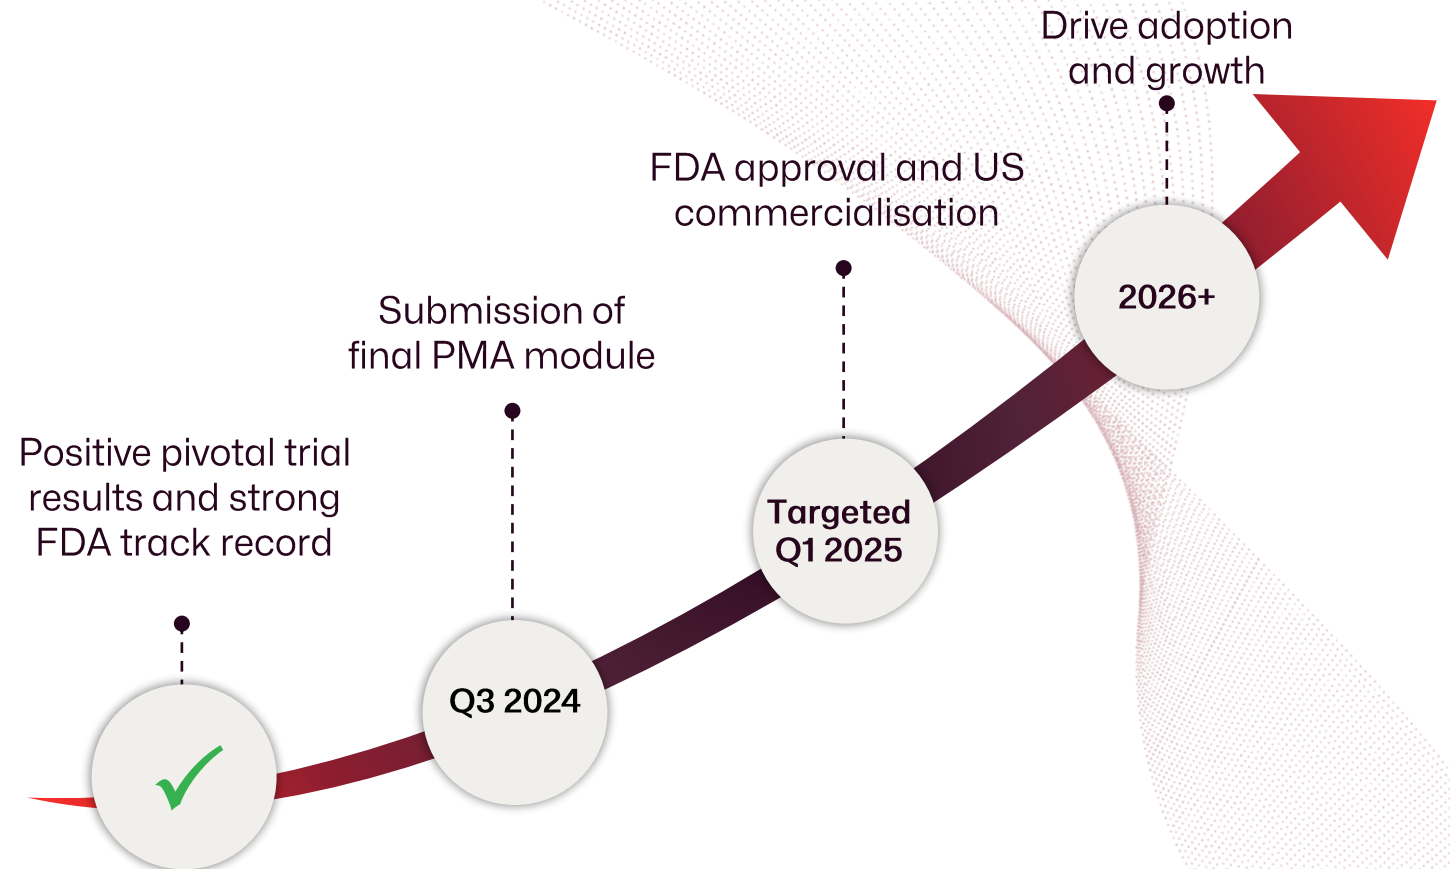 Drive adoption
and growth
FDA approval and US
commercialisation
2026+
Submission of
final PMA module
Positive pivotal trial
results and strong
FDA track record
Targeted
Q1 2025
Q3 2024